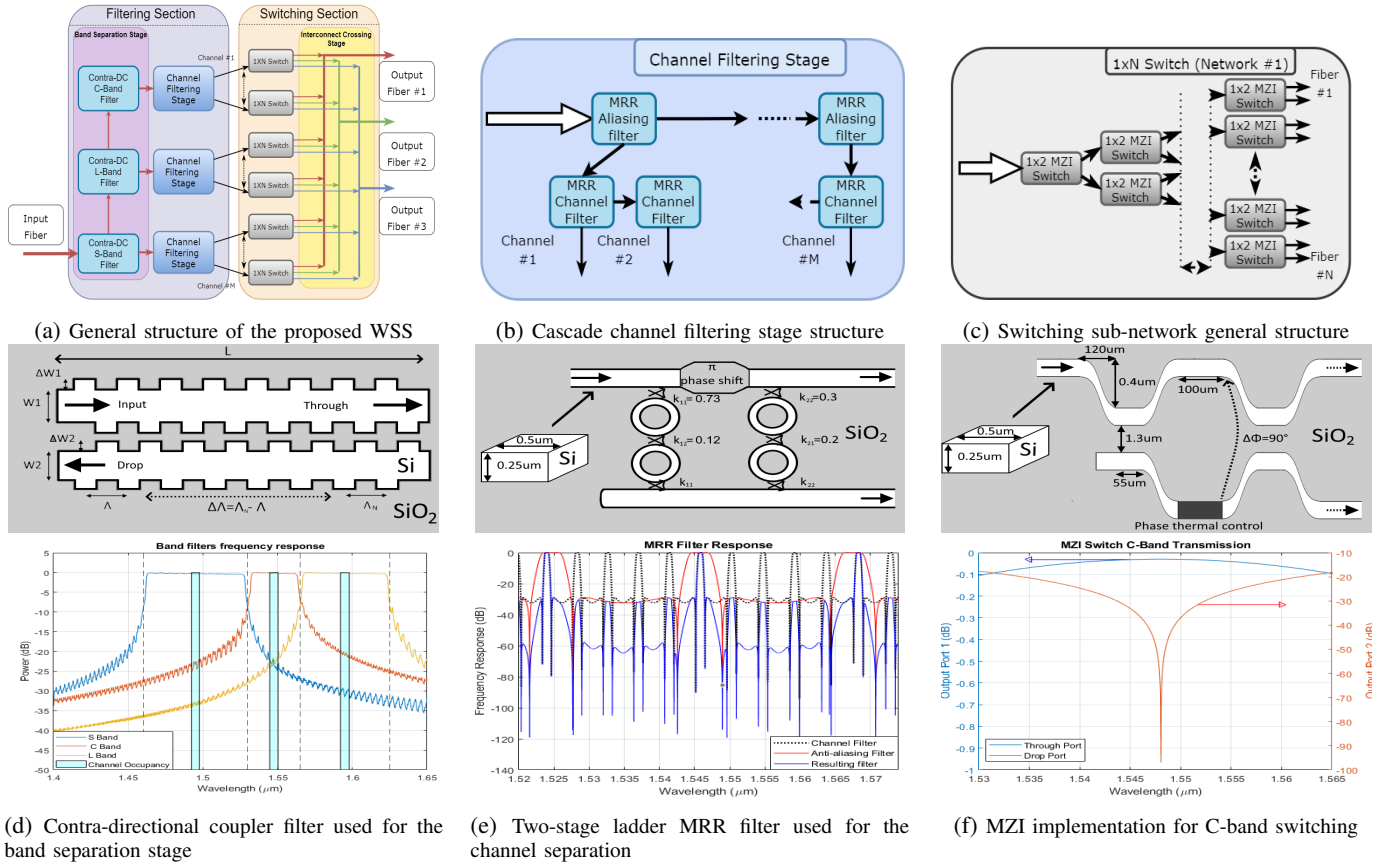 Filtering Section
Switching Section
Band Separation Stage
Interconnect Crossing
Stage
Contra-DC
C-Band
Filter
Channel
Filtering
Stage
Channel #1
1XN Switch
1XN Switch
Output
Fiber #1
Contra-DC
L-Band
Filter
Channel
Filtering
Stage
1XN Switch
1XN Switch
Output
Fiber #2
Input
Fiber
Contra-DC
S-Band
Filter
Channel
Filtering
Stage
Channel #M
1XN Switch
1XN Switch
Output
Fiber #3
(a) General structure of the proposed WSS
Channel Filtering Stage
MRR
Aliasing
filter
MRR
Aliasing
filter
MRR
Channel
Filter
MRR
Channel
Filter
MRR
Channel
Filter
Channel
#1
Channel
#2
Channel
#M
(b) Cascade channel filtering stage structure
1xN Switch (Network #1)
1x2 MZI
Switch
1x2 MZI
Switch
1x2 MZI
Switch
1x2 MZI
Switch
1x2 MZI
Switch
1x2 MZI
Switch
1x2 MZI
Switch
Fiber
#1
Fiber
#N
(c) Switching sub-network general structure
L
ΔW1
W1
Input
Through
ΔW2
W2
Drop
Si
Λ
ΔΛ=ΛN- Λ
ΛN
SiO2
Band filters frequency response
Power (dB)
5
0
-5
-10
-15
-20
-25
-30
-35
-40
-45
-50
S Band
C Band
L Band
Channel Occupancy
1.4
1.45
1.5
1.55
1.6
1.65
Wavelength (μm)
(d) Contra-directional coupler filter used for the
band separation stage
π
phase shift
k11= 0.73
k22=0.3
k12=0.12
k21=0.2
k11
k22
0.5um
Si
0.25um
SiO2
MRR Filter Response
Frequency Response (dB)
0
-20
-40
-60
-80
-100
-120
-140
Channel Filter
Anti-aliasing Filter
Resulting filter
1.52
1.525
1.53
1.535
1.54
1.545
1.55
1.555
1.56
1.565
1.57
Wavelength (μm)
(e) Two-stage ladder MRR filter used for the
channel separation
120um
0.4um
100um
0.5um
Si
0.25um
1.3um
ΔΦ=90°
SiO2
55um
Phase thermal control
MZI Switch C-Band Transmission
Output Port 1 (dB)
0
-0.1
-0.2
-0.3
-0.4
-0.5
-0.6
-0.7
-0.8
-0.9
-1
Through Port
Drop Port
1.53
1.535
1.54
1.545
1.55
1.555
1.56
1.565
Wavelength (μm)
-10
-20
-30
-40
-50
-60
-70
-80
-90
-100
Output Port 2 (dB)
(f) MZI implementation for C-band switching